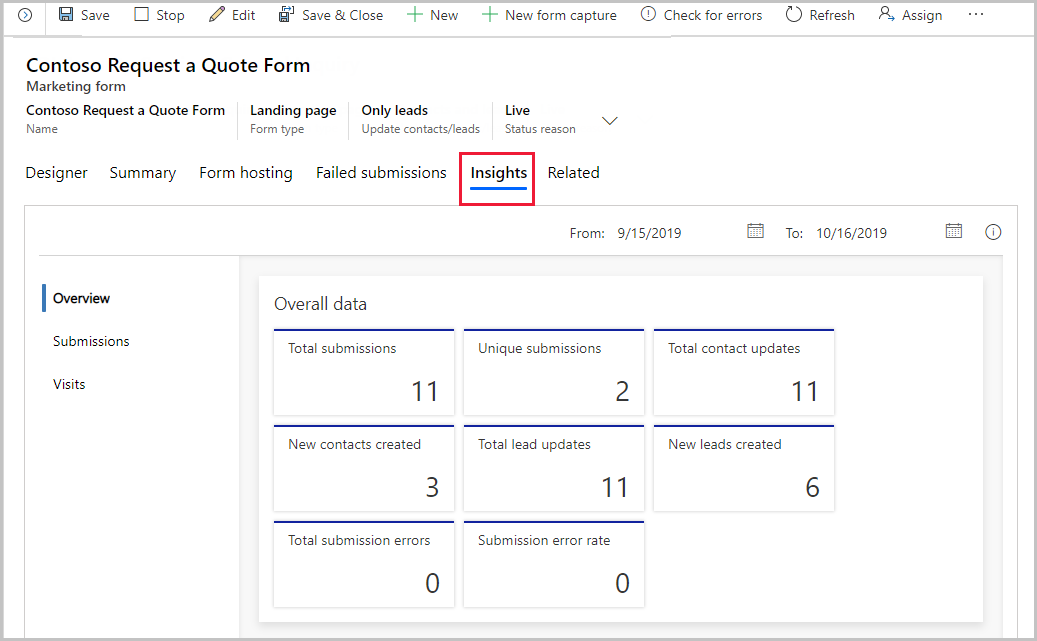 Save Stop Edit Save & Close New New form capture Check for errors Refresh Assign ...
Contoso Request a Quote Form
Marketing form
Contoso Request a Quote Form Landing page Only leads Live
Name Form type Update contacts/leads Status reason
Designer Summary Form hosting Failed submissions Insights Related
From: 9/15/2019 To: 10/16/2019
Overview
Submissions
Visits
Overall data
Total submissions Unique submissions Total contact updates
11 2 11
New contacts created Total lead updates New leads created
3 11 6
Total submission errors Submission error rate
0 0